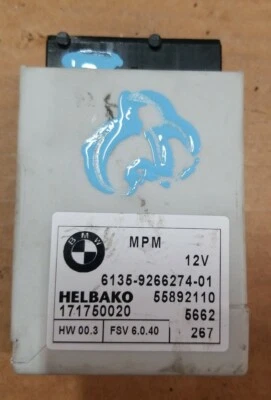 BMW
MPM
12V
6135-9266274-01
HELBAKO 55892110
171750020 5662
HW 00.3 FSV 6.0.40 267